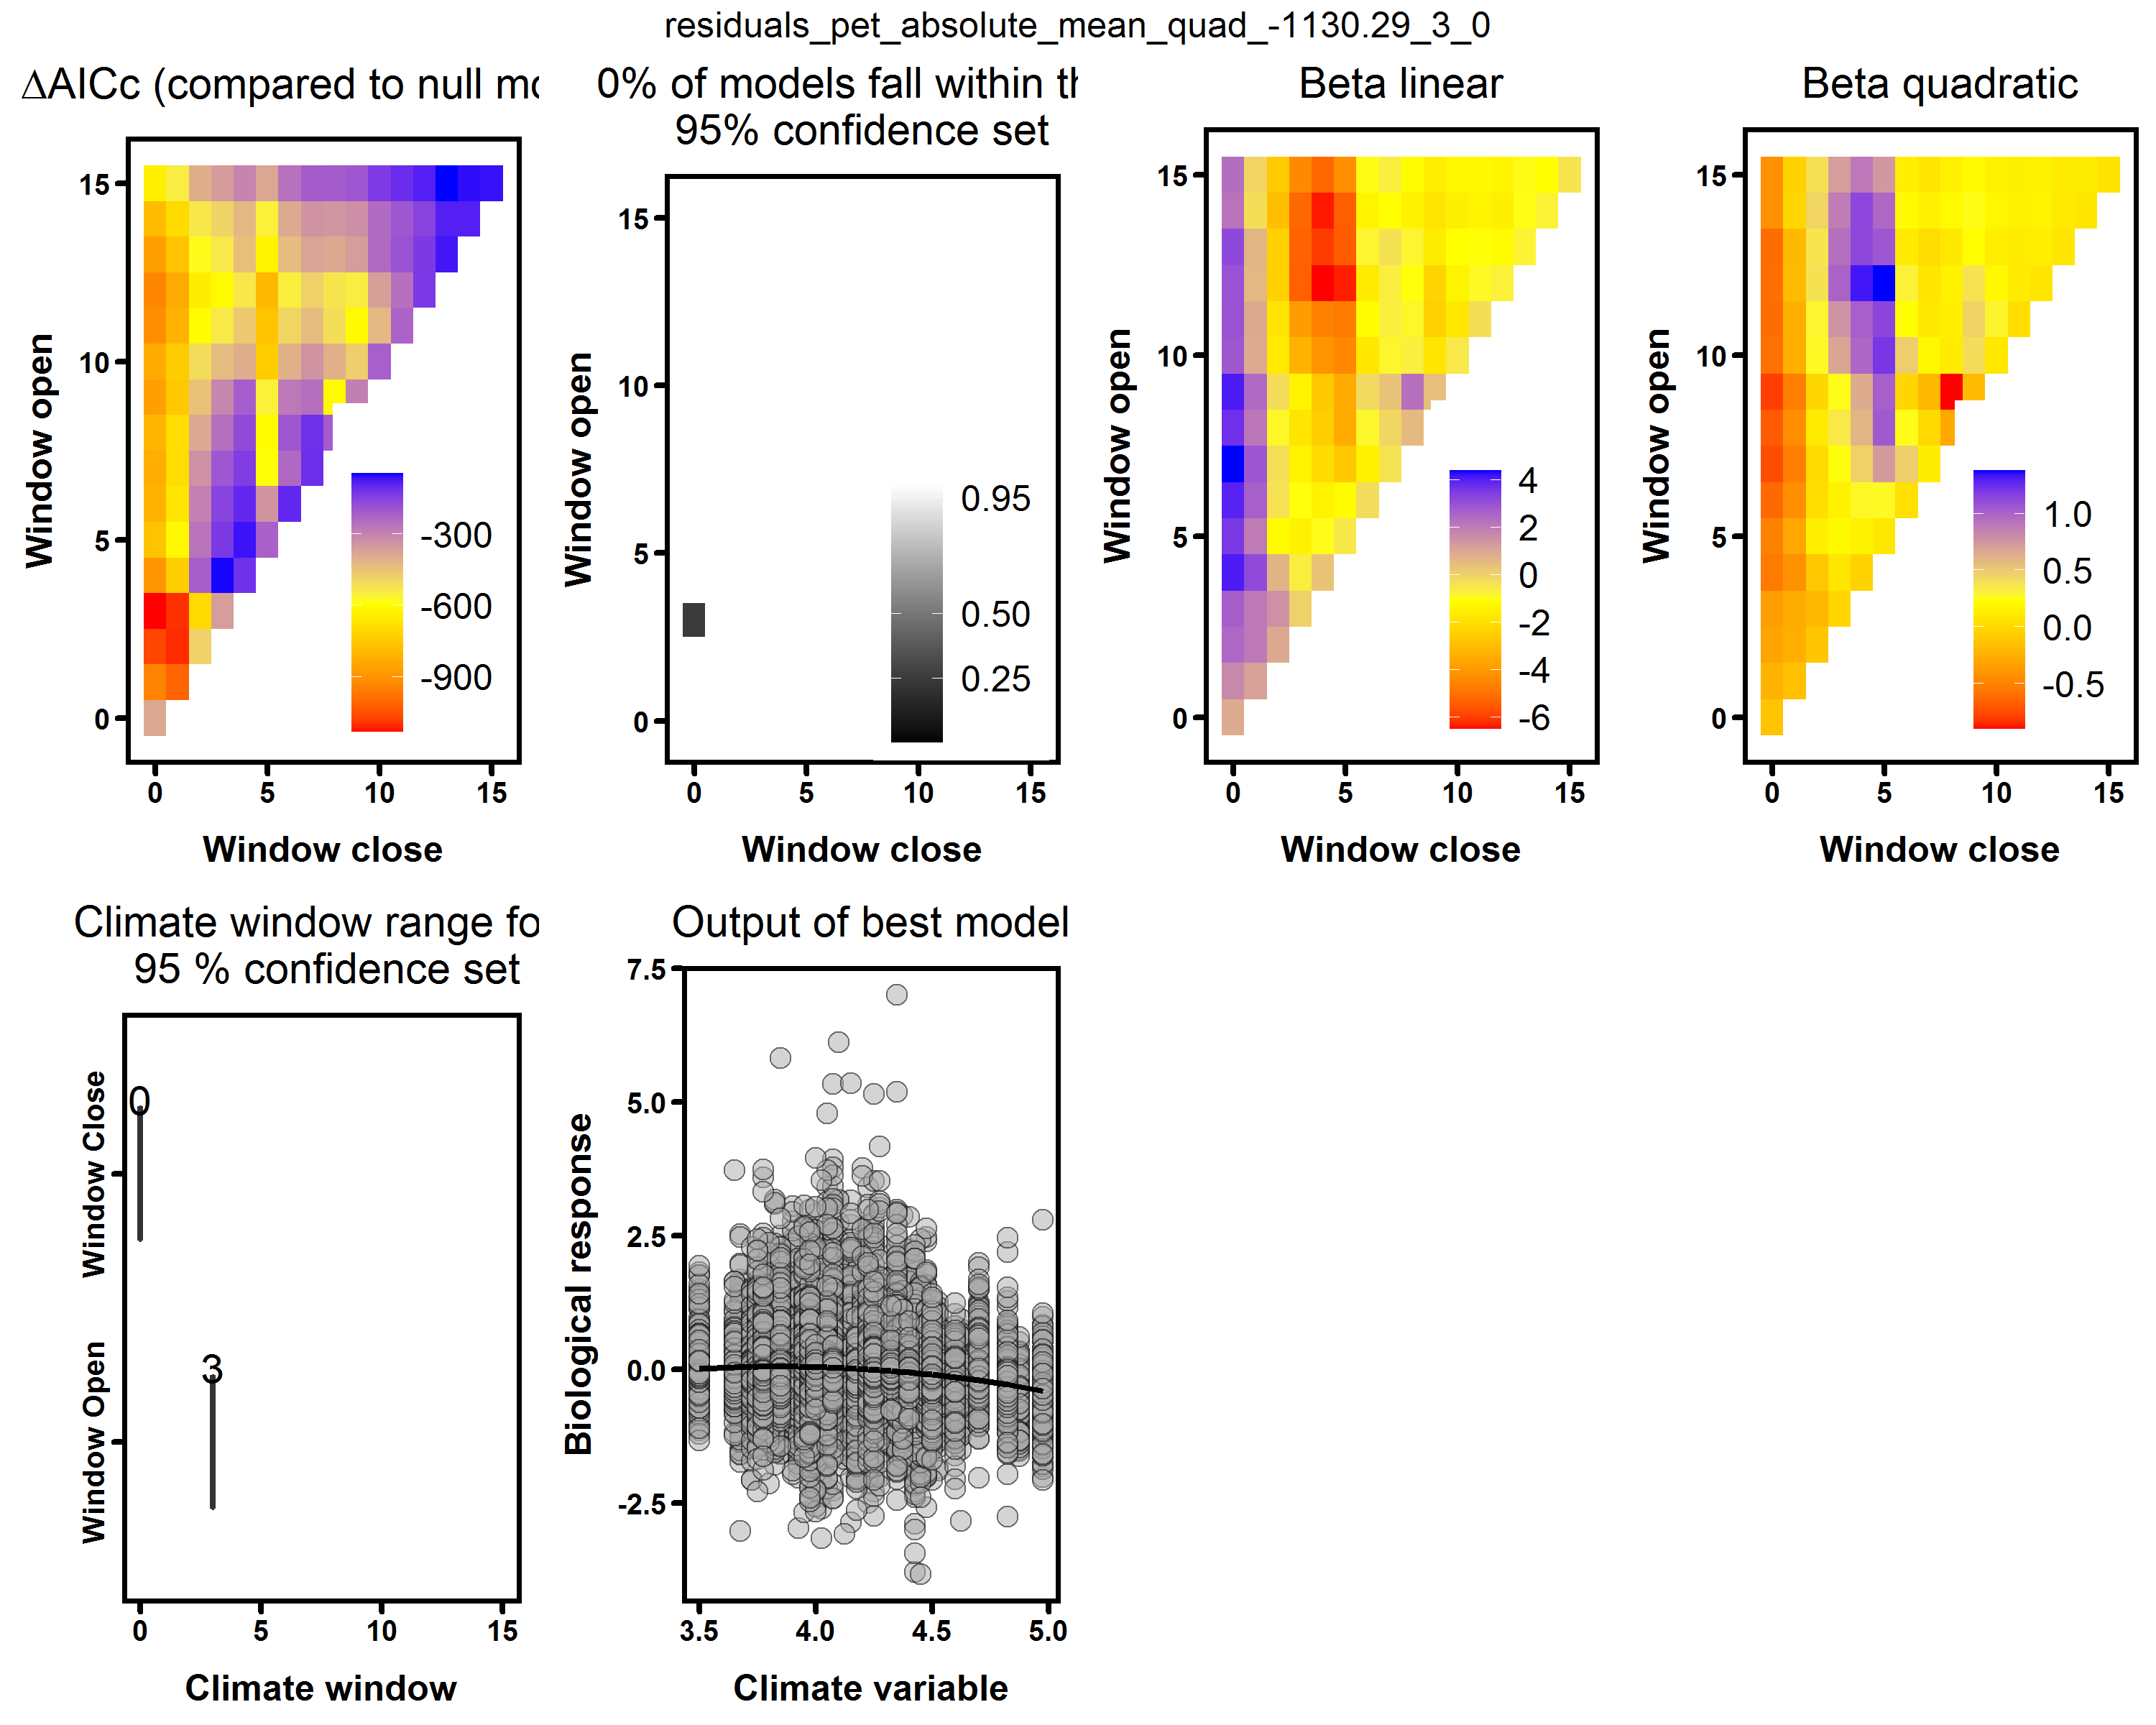 residuals_pet_absolute_mean_quad_-1130.29_3_0
ΔAICc (compared to null mo
Window open
15
10
5
0
-300
-600
-900
0 5 10 15
Window close
0% of models fall within th
95% confidence set
Window open
15
10
5
0
0.95
0.50
0.25
0 5 10 15
Window close
Beta linear
Window open
15
10
5
0
4
2
0
-2
-4
-6
0 5 10 15
Window close
Beta quadratic
Window open
15
10
5
0
1.0
0.5
0.0
-0.5
0 5 10 15
Window close
Climate window range fo
95 % confidence set
Window Close
Window Open
0
3
0 5 10 15
Climate window
Output of best model
Biological response
7.5
5.0
2.5
0.0
-2.5
3.5 4.0 4.5 5.0
Climate variable